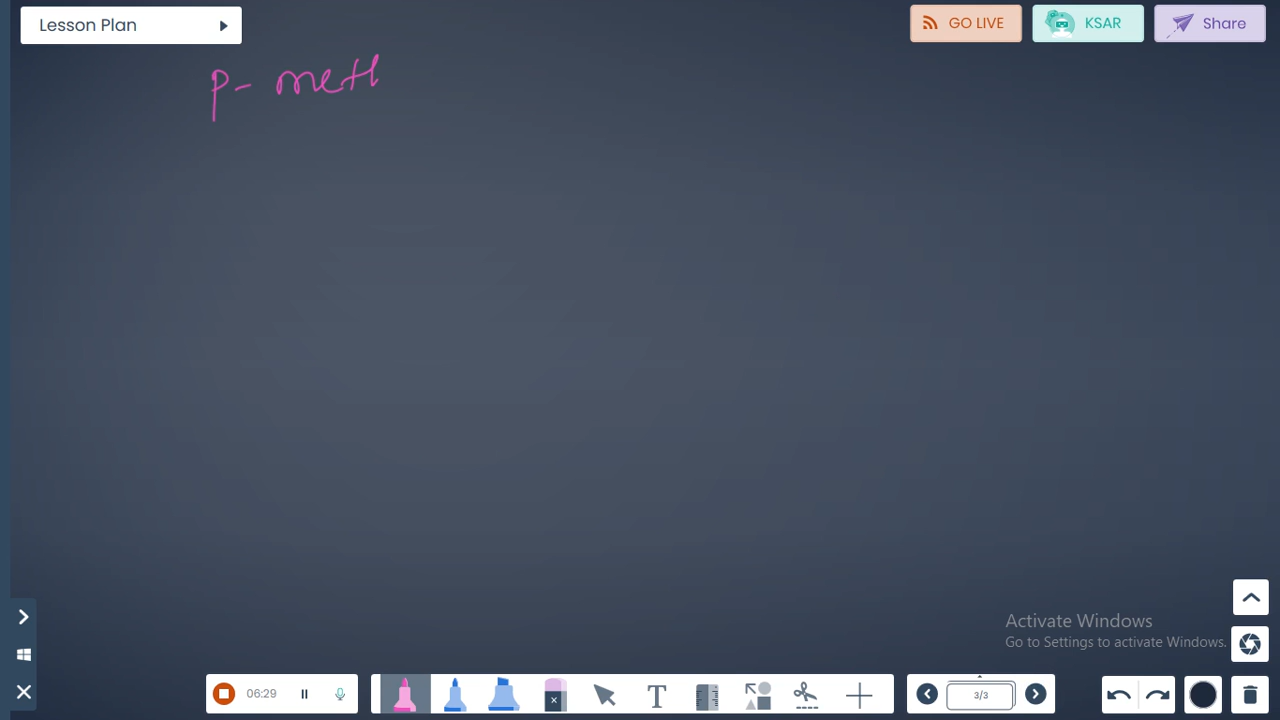 Lesson Plan
GO LIVE
KSAR
Share
P- meth
Activate Windows
Go to Settings to activate Windows.
06:29
T
3/3